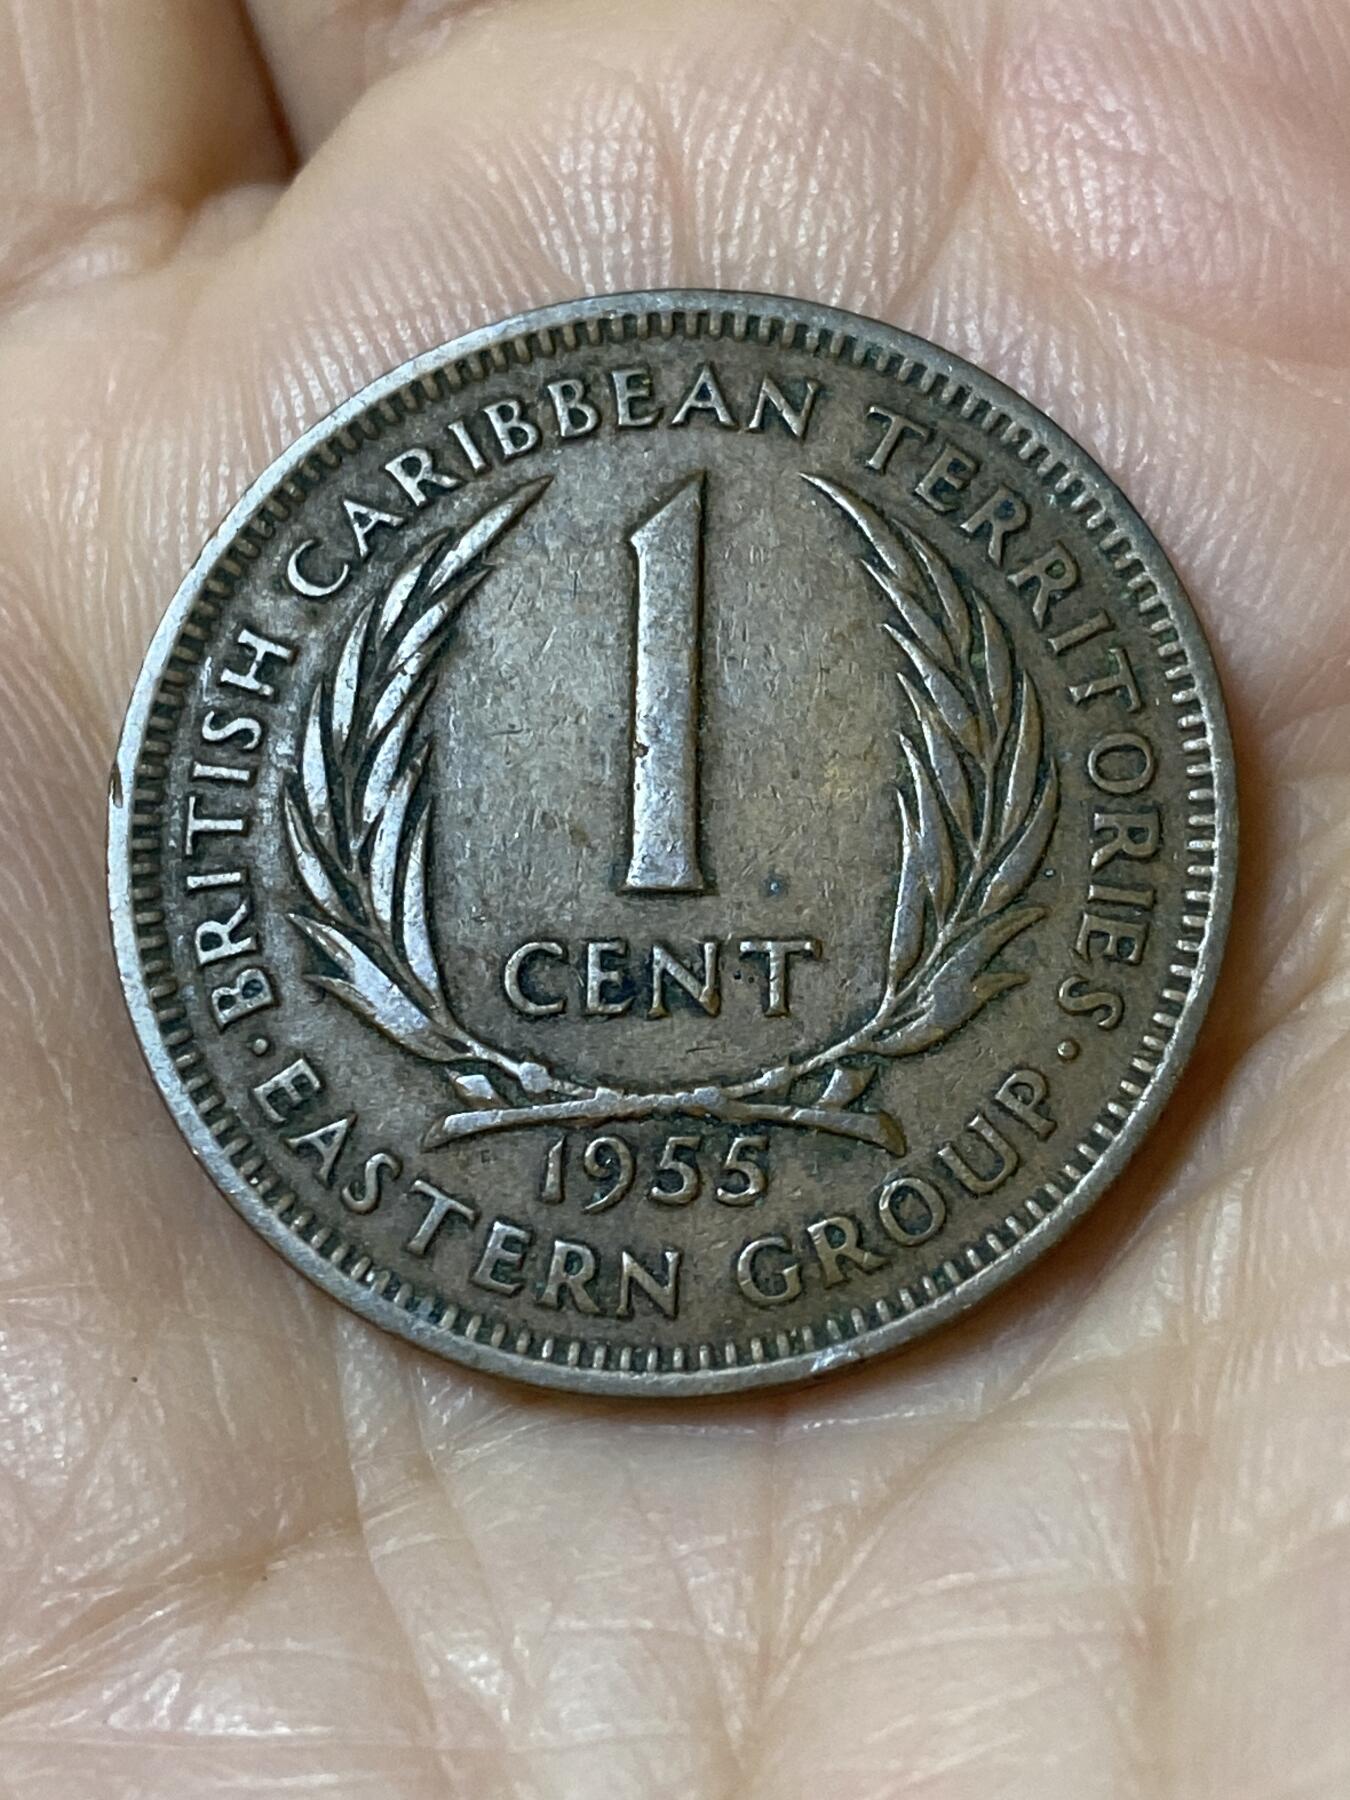 BRITISH CARIBBEAN TERRITORIES
1
CENT
1955
· EASTERN GROUP ·